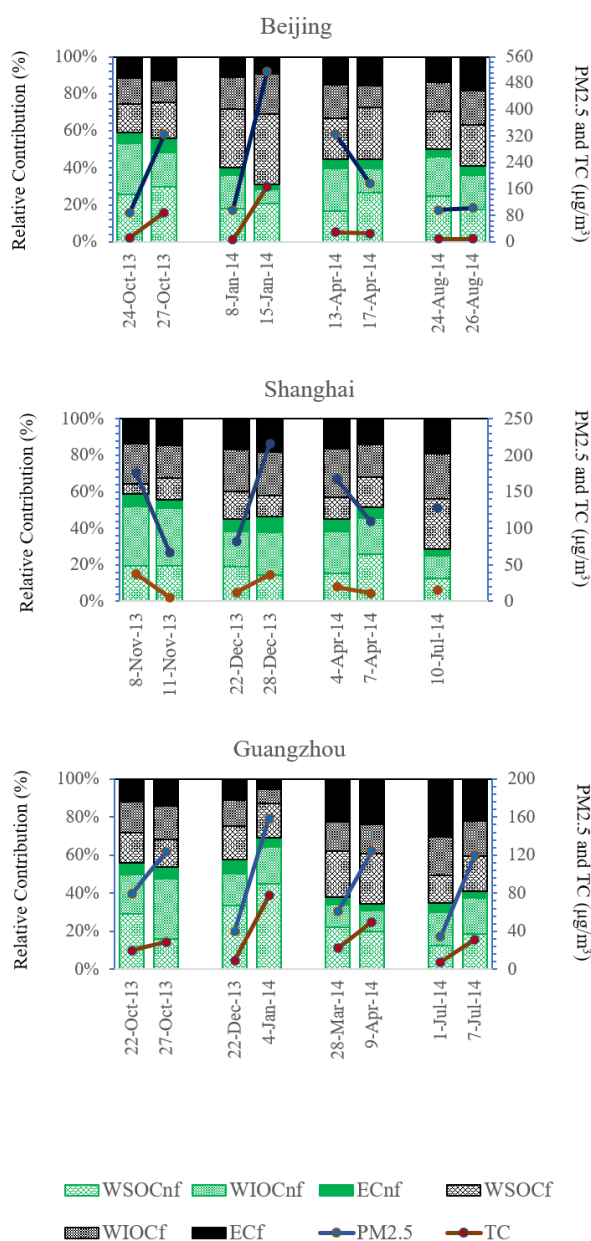 Beijing
Relative Contribution (%)
100%
80%
60%
40%
20%
0%
560
480
400
320
240
160
80
0
PM2.5 and TC (µg/m³)
24-Oct-13
27-Oct-13
8-Jan-14
15-Jan-14
13-Apr-14
17-Apr-14
24-Aug-14
26-Aug-14
Shanghai
Relative Contribution (%)
100%
80%
60%
40%
20%
0%
250
200
150
100
50
0
PM2.5 and TC (µg/m³)
8-Nov-13
11-Nov-13
22-Dec-13
28-Dec-13
4-Apr-14
7-Apr-14
10-Jul-14
Guangzhou
Relative Contribution (%)
100%
80%
60%
40%
20%
0%
200
160
120
80
40
0
PM2.5 and TC (µg/m³)
22-Oct-13
27-Oct-13
22-Dec-13
4-Jan-14
28-Mar-14
9-Apr-14
1-Jul-14
7-Jul-14
WSOCnf WIOCnf ECnf WSOCf
WIOCf ECf PM2.5 TC